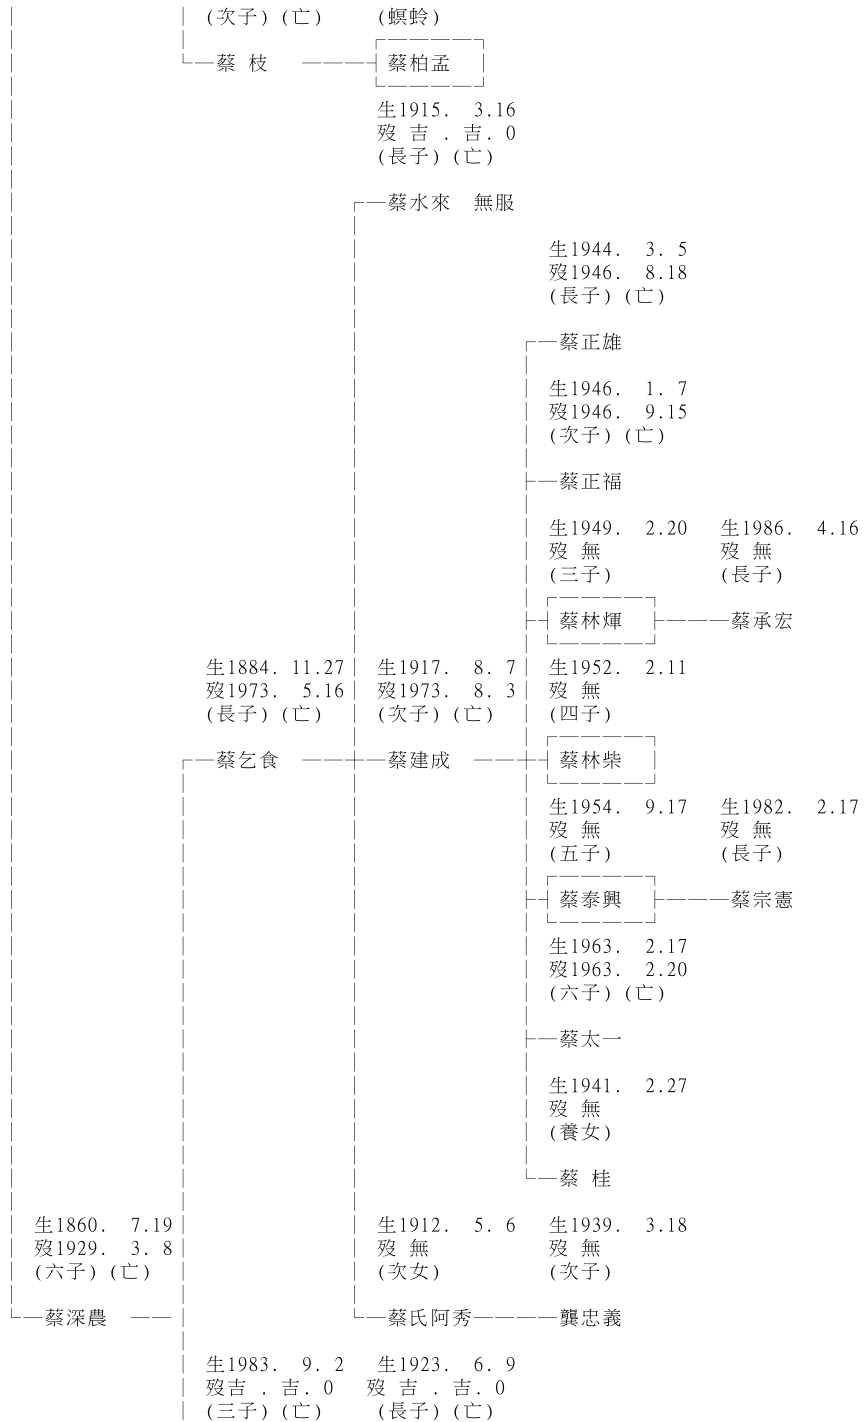 (次子)(亡) (螟蛉)
蔡 枝 蔡柏孟
生1915. 3.16
歿 吉 . 吉. 0
(長子)(亡)
蔡水來 無服
生1944. 3. 5
歿1946. 8.18
(長子)(亡)
蔡正雄
生1946. 1. 7
歿1946. 9.15
(次子)(亡)
蔡正福
生1949. 2.20 生1986. 4.16
歿 無 歿 無
(三子) (長子)
蔡林煇 蔡承宏
生1884. 11.27 生1917. 8. 7 生1952. 2.11
歿1973. 5.16 歿1973. 8. 3 歿 無
(長子)(亡) (次子)(亡) (四子)
蔡乞食 蔡建成 蔡林柴
生1954. 9.17 生1982. 2.17
歿 無 歿 無
(五子) (長子)
蔡泰興 蔡宗憲
生1963. 2.17
歿1963. 2.20
(六子)(亡)
蔡太一
生1941. 2.27
歿 無
(養女)
蔡 桂
生1860. 7.19 生1912. 5. 6 生1939. 3.18
歿1929. 3. 8 歿 無 歿 無
(六子)(亡) (次女) (次子)
蔡深農 蔡氏阿秀 龔忠義
生1983. 9. 2 生1923. 6. 9
歿吉 . 吉. 0 歿 吉 . 吉. 0
(三子)(亡) (長子)(亡)